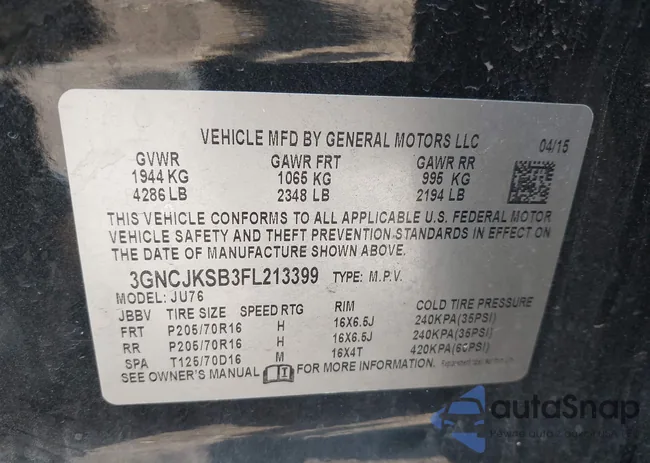 VEHICLE MFD BY GENERAL MOTORS LLC 04/15
GVWR GAWR FRT GAWR RR
1944 KG 1065 KG 995 KG
4286 LB 2348 LB 2194 LB
THIS VEHICLE CONFORMS TO ALL APPLICABLE U.S. FEDERAL MOTOR
VEHICLE SAFETY AND THEFT PREVENTION STANDARDS IN EFFECT ON
THE DATE OF MANUFACTURE SHOWN ABOVE.
3GNCJKSB3FL213399 TYPE: M.P.V.
MODEL: JU76
JBBV TIRE SIZE SPEED RTG RIM COLD TIRE PRESSURE
FRT P205/70R16 H 16X6.5J 240KPA(35PSI)
RR P205/70R16 H 16X6.5J 240KPA(35PSI)
SPA T125/70D16 M 16X4T 420KPA(60PSI)
SEE OWNER'S MANUAL FOR MORE INFORMATION.
autaSnap